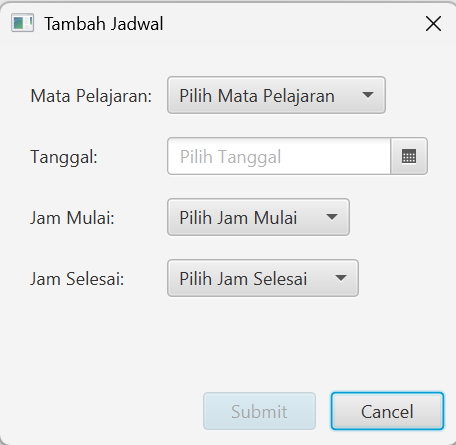 Tambah Jadwal
Mata Pelajaran: Pilih Mata Pelajaran
Tanggal: Pilih Tanggal
Jam Mulai: Pilih Jam Mulai
Jam Selesai: Pilih Jam Selesai
Submit Cancel